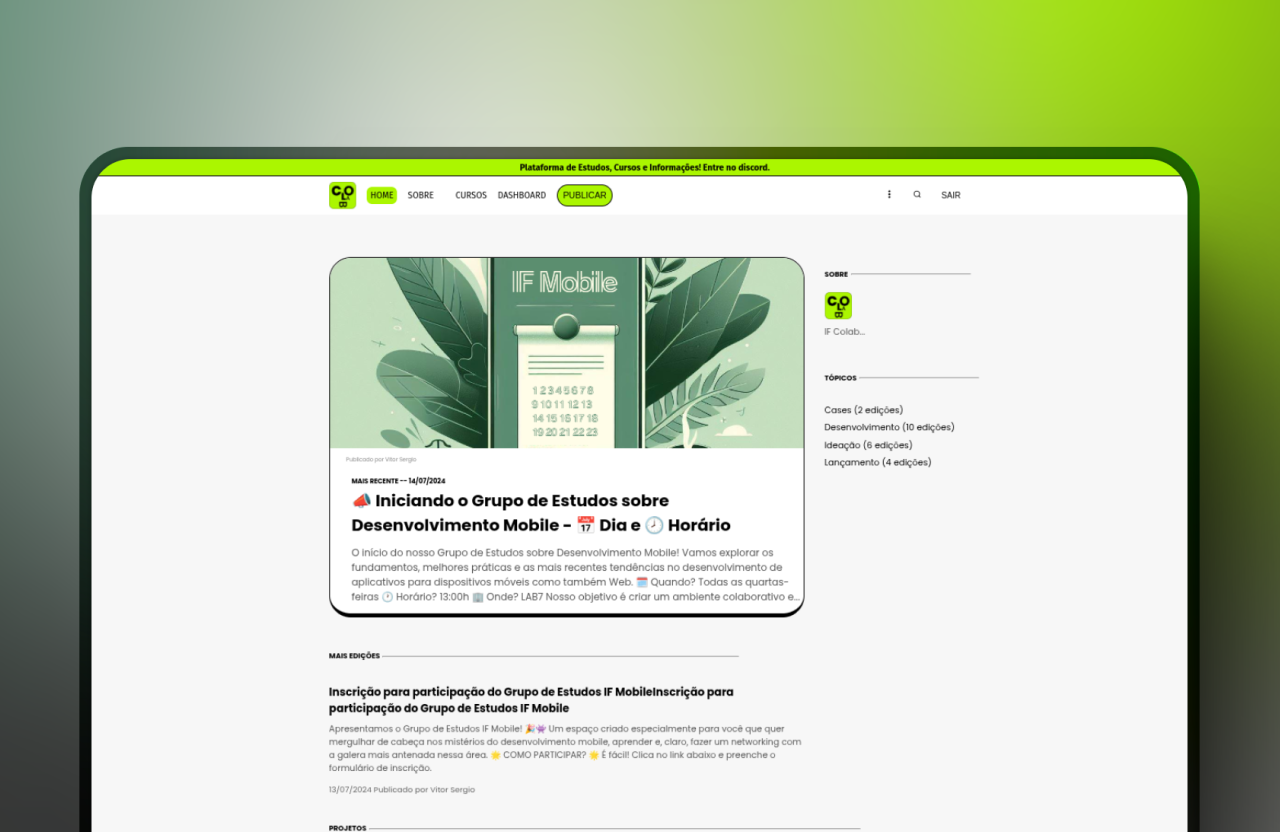 Plataforma de Estudos, Cursos e Informações! Entre no discord.
COLAB HOME SOBRE CURSOS DASHBOARD PUBLICAR SAIR
IF Mobile
1 2 3 4 5 6 7 8
9 10 11 12 13
14 15 16 17 18
19 20 21 22 23
Publicado por Vitor Sergio
MAIS RECENTE -- 14/07/2024
📣 Iniciando o Grupo de Estudos sobre
Desenvolvimento Mobile - 📅 Dia e 🕗 Horário
O início do nosso Grupo de Estudos sobre Desenvolvimento Mobile! Vamos explorar os
fundamentos, melhores práticas e as mais recentes tendências no desenvolvimento de
aplicativos para dispositivos móveis como também Web. 🗓️ Quando? Todas as quartas-
feiras 🕐 Horário? 13:00h 🏢 Onde? LAB7 Nosso objetivo é criar um ambiente colaborativo e...
SOBRE
COLAB
IF Colab...
TÓPICOS
Cases (2 edições)
Desenvolvimento (10 edições)
Ideação (6 edições)
Lançamento (4 edições)
MAIS EDIÇÕES
Inscrição para participação do Grupo de Estudos IF MobileInscrição para
participação do Grupo de Estudos IF Mobile
Apresentamos o Grupo de Estudos IF Mobile! 🎉👾 Um espaço criado especialmente para você que quer
mergulhar de cabeça nos mistérios do desenvolvimento mobile, aprender e, claro, fazer um networking com
a galera mais antenada nessa área. 🌟 COMO PARTICIPAR? 🌟 É fácil! Clica no link abaixo e preenche o
formulário de inscrição.
13/07/2024 Publicado por Vitor Sergio
PROJETOS